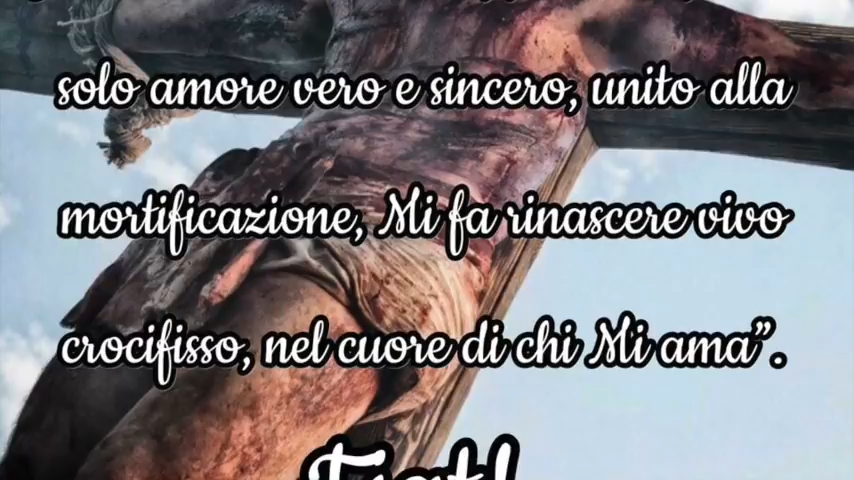 solo amore vero e sincero, unito alla
mortificazione, Mi fa rinascere vivo
crocifisso, nel cuore di chi Mi ama”.